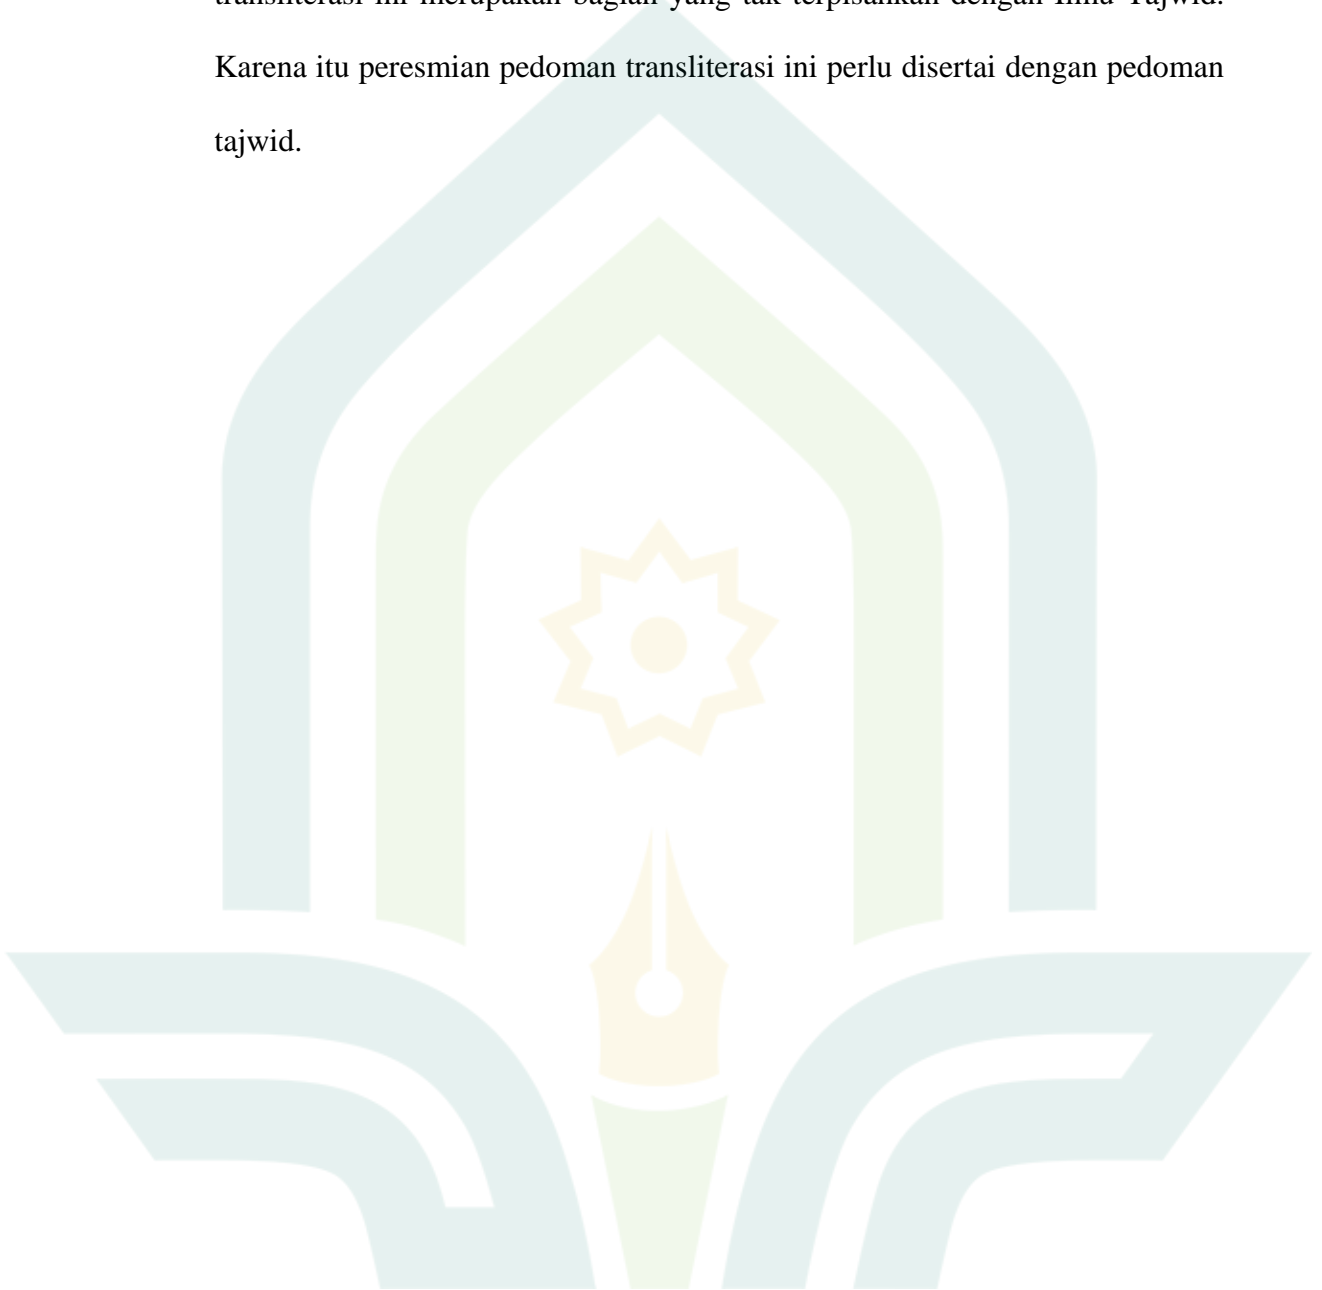 transliterasi ini merupakan bagian yang tak terpisahkan dengan Ilmu Tajwid.
Karena itu peresmian pedoman transliterasi ini perlu disertai dengan pedoman
tajwid.